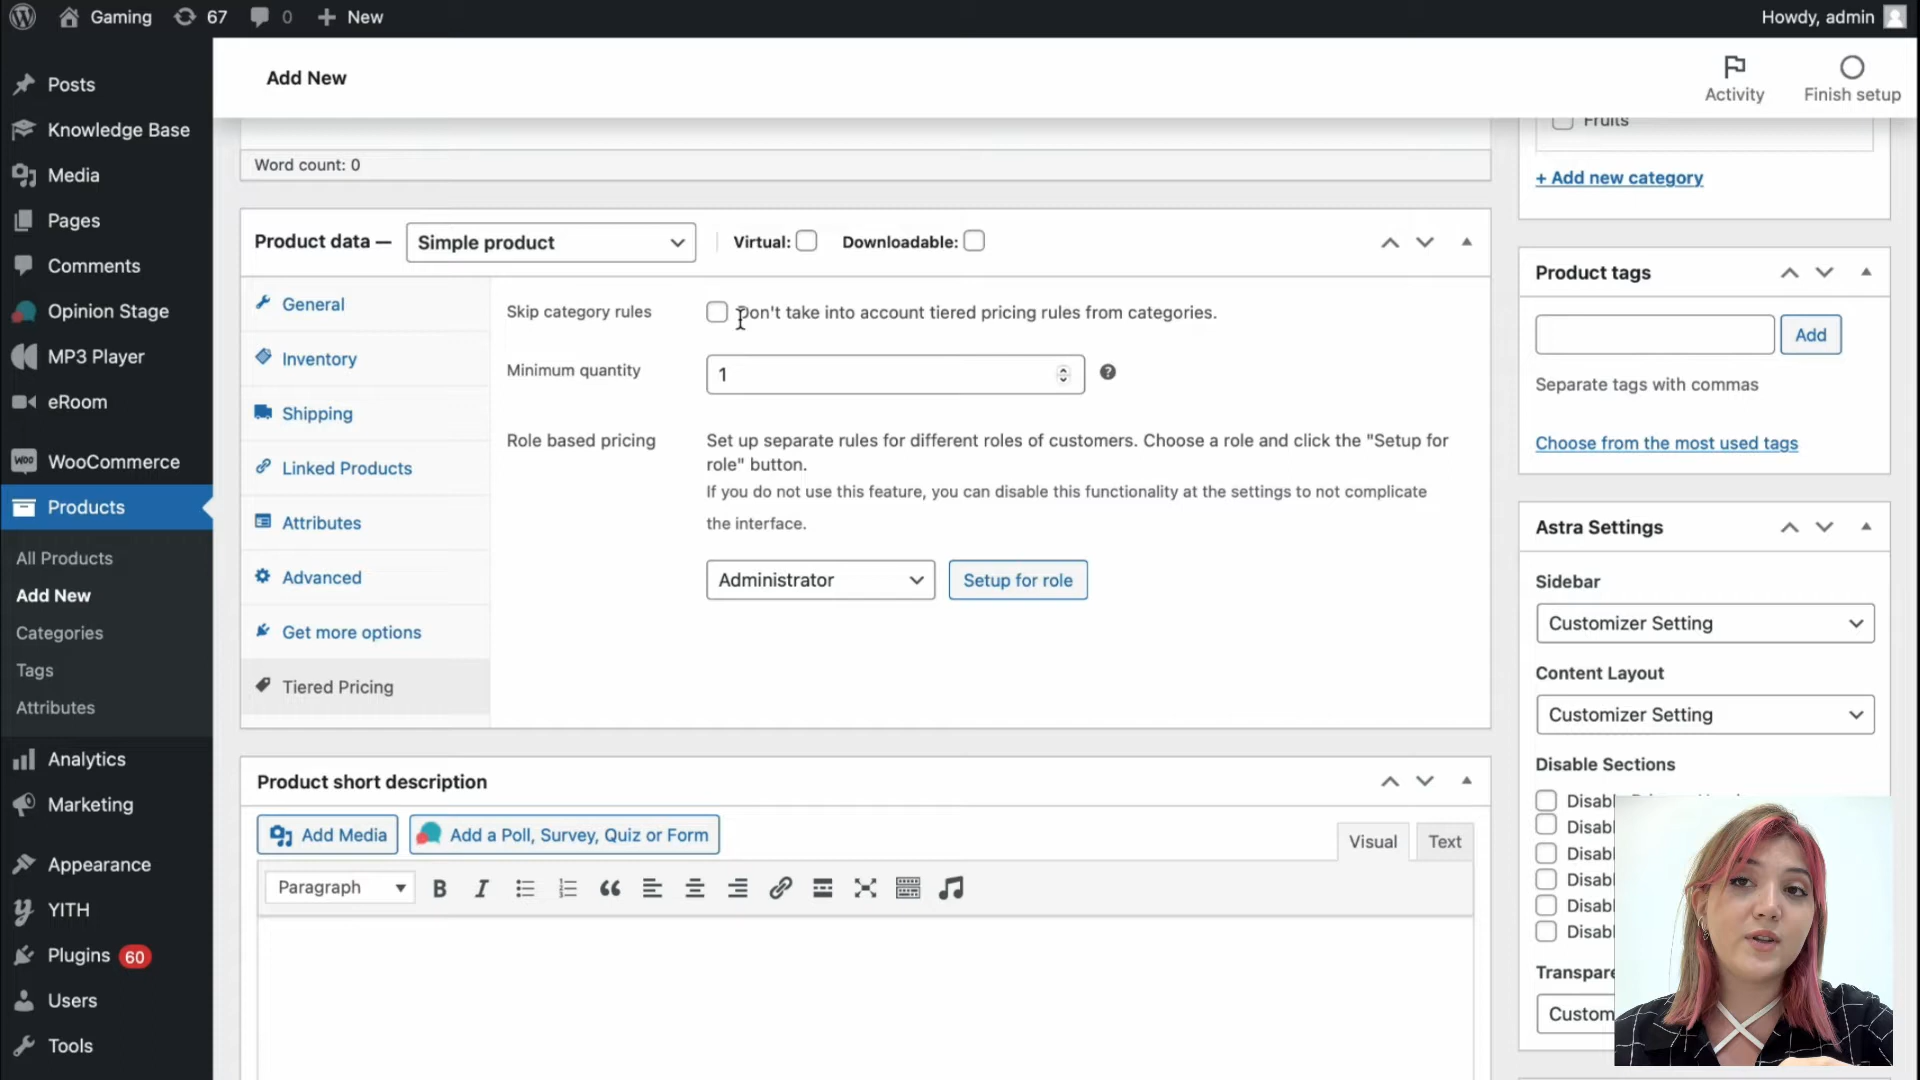 Gaming
67
0
New
Howdy, admin
Posts
Knowledge Base
Media
Pages
Comments
Opinion Stage
MP3 Player
eRoom
WOO
WooCommerce
Products
All Products
Add New
Categories
Tags
Attributes
Analytics
Marketing
Appearance
YITH
Plugins 60
Users
Tools
Add New
Activity
Finish setup
Word count: 0
Product data —
Simple product
Virtual:
Downloadable:
General
Inventory
Shipping
Linked Products
Attributes
Advanced
Get more options
Tiered Pricing
Skip category rules
Don't take into account tiered pricing rules from categories.
Minimum quantity
1
Role based pricing
Set up separate rules for different roles of customers. Choose a role and click the "Setup for
role" button.
If you do not use this feature, you can disable this functionality at the settings to not complicate
the interface.
Administrator
Setup for role
Product short description
Add Media
Add a Poll, Survey, Quiz or Form
Visual
Text
Paragraph
Fruits
+ Add new category
Product tags
Add
Separate tags with commas
Choose from the most used tags
Astra Settings
Sidebar
Customizer Setting
Content Layout
Customizer Setting
Disable Sections
Disabl
Disabl
Disabl
Disabl
Disabl
Disabl
Transpare
Custom